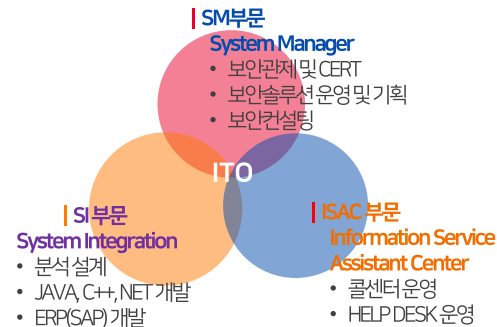 SM부문
System Manager
• 보안관제 및 CERT
• 보안솔루션 운영 및 기획
• 보안컨설팅
ITO
SI 부문
System Integration
• 분석 설계
• JAVA, C++, NET 개발
• ERP(SAP) 개발
ISAC 부문
Information Service
Assistant Center
• 콜센터 운영
• HELP DESK 운영